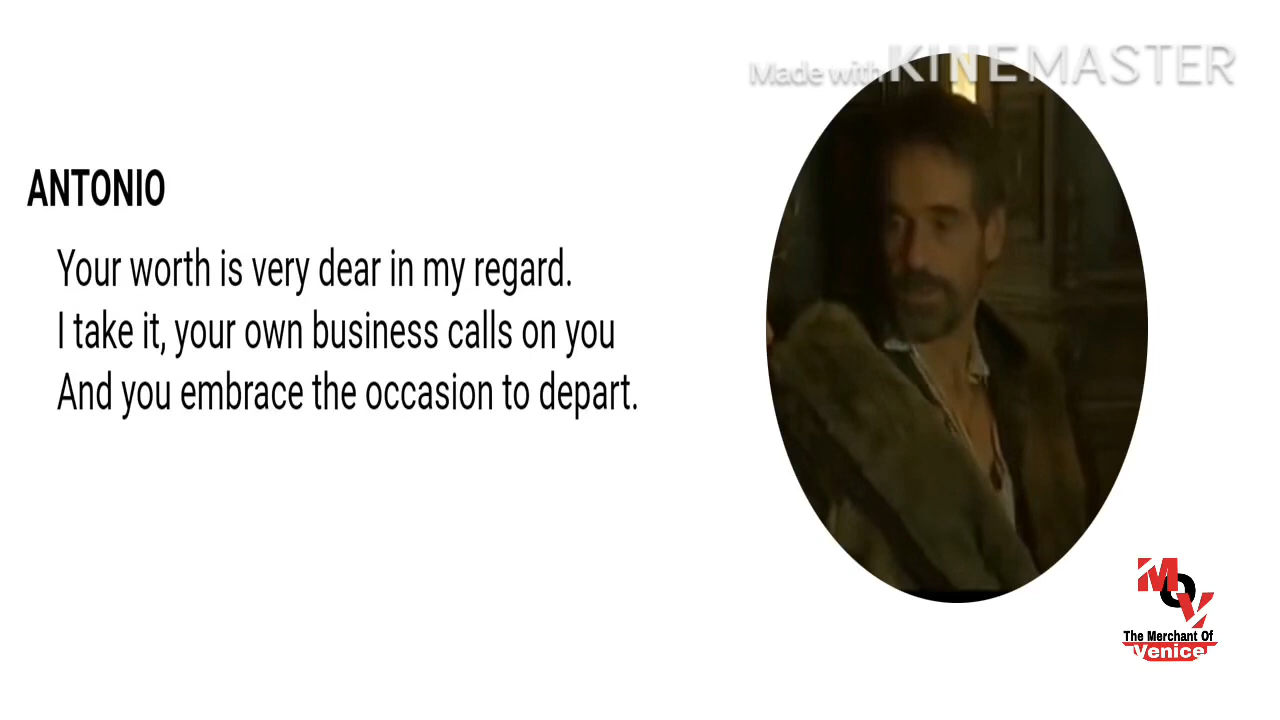 Made with KINEMASTER
ANTONIO
Your worth is very dear in my regard.
I take it, your own business calls on you
And you embrace the occasion to depart.
MOV
The Merchant Of
Venice